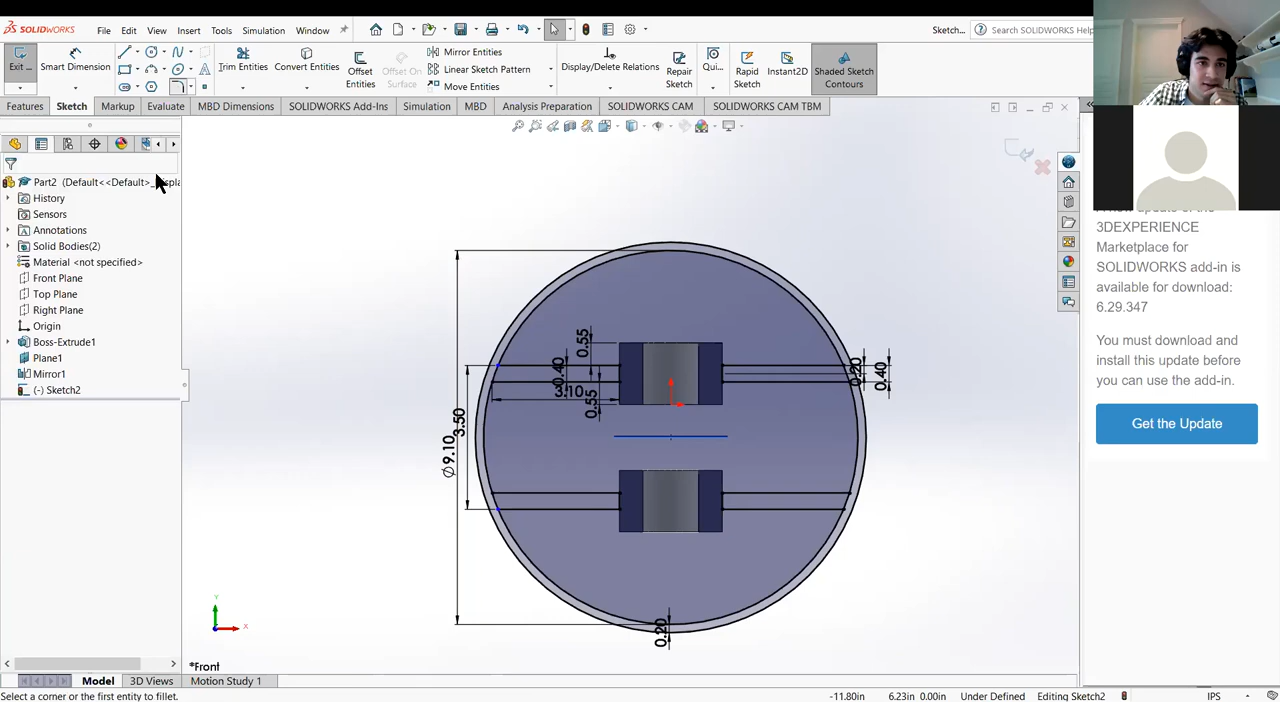 SOLIDWORKS File Edit View Insert Tools Simulation Window Sketch... Search SOLIDWORKS Help
Exit ... Smart Dimension Trim Entities Convert Entities Offset Entities Offset On Surface Mirror Entities Linear Sketch Pattern Move Entities Display/Delete Relations Repair Sketch Qui... Rapid Sketch Instant2D Shaded Sketch Contours
Features Sketch Markup Evaluate MBD Dimensions SOLIDWORKS Add-Ins Simulation MBD Analysis Preparation SOLIDWORKS CAM SOLIDWORKS CAM TBM
Part2 (Default<<Default>_
History
Sensors
Annotations
Solid Bodies(2)
Material <not specified>
Front Plane
Top Plane
Right Plane
Origin
Boss-Extrude1
Plane1
Mirror1
(-) Sketch2
0.55
0.40
3.10
0.55
0.20
0.40
3.50
Ø9.10
0.20
Y
X
*Front
3DEXPERIENCE
Marketplace for
SOLIDWORKS add-in is
available for download:
6.29.347
You must download and
install this update before
you can use the add-in.
Get the Update
Model 3D Views Motion Study 1
Select a corner or the first entity to fillet. -11.80in 6.23in 0.00in Under Defined Editing Sketch2 IPS